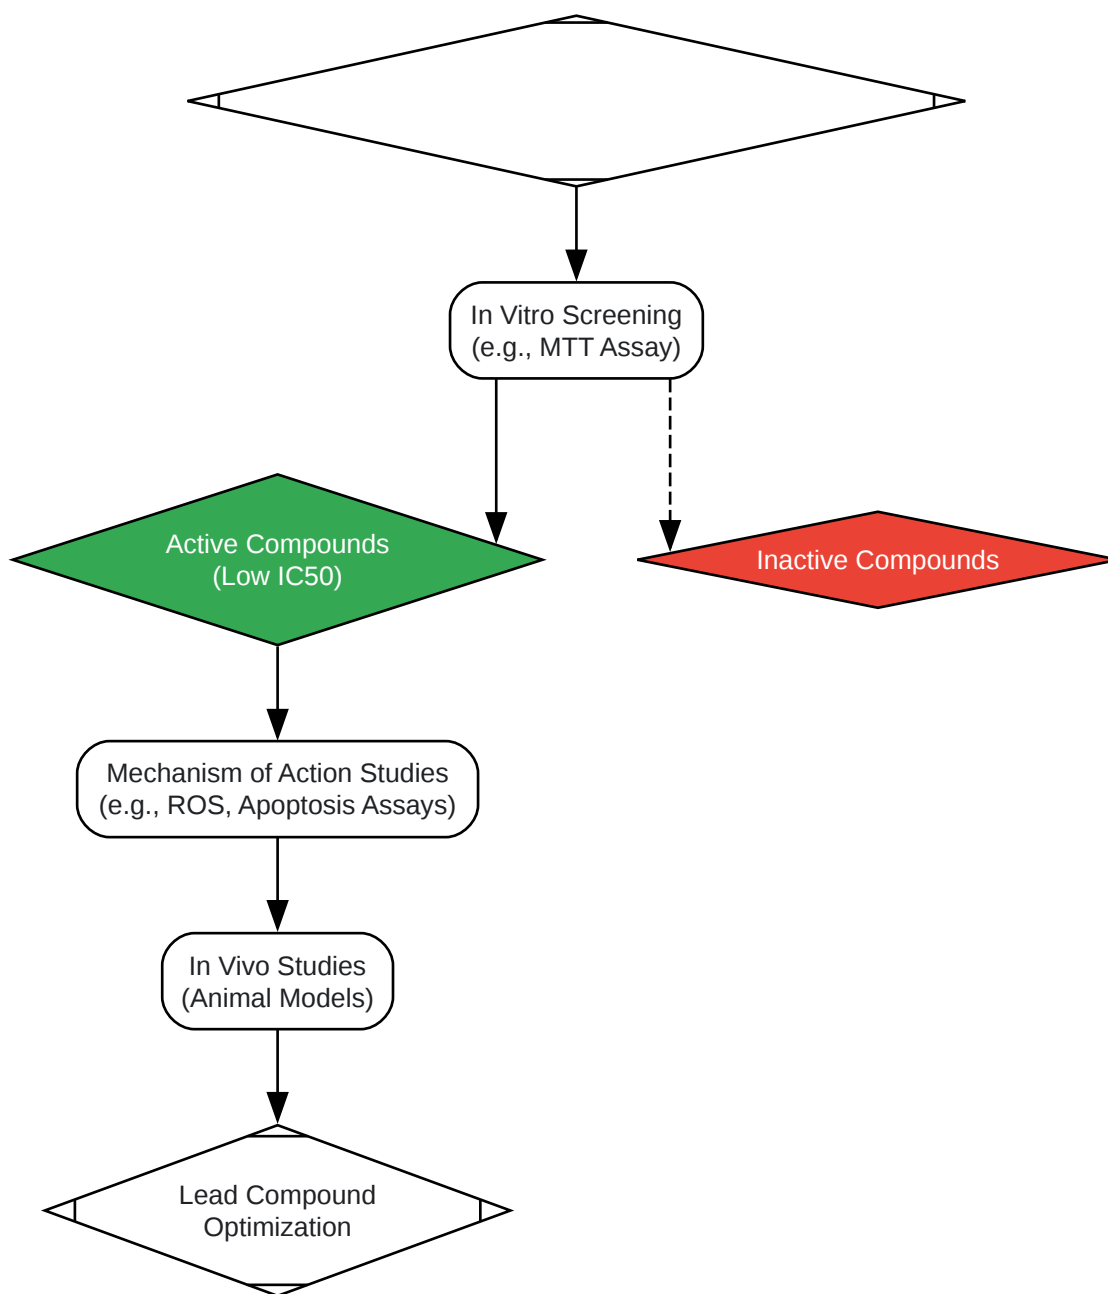 In Vitro Screening
(e.g., MTT Assay)
Active Compounds
(Low IC50)
Inactive Compounds
Mechanism of Action Studies
(e.g., ROS, Apoptosis Assays)
In Vivo Studies
(Animal Models)
Lead Compound
Optimization